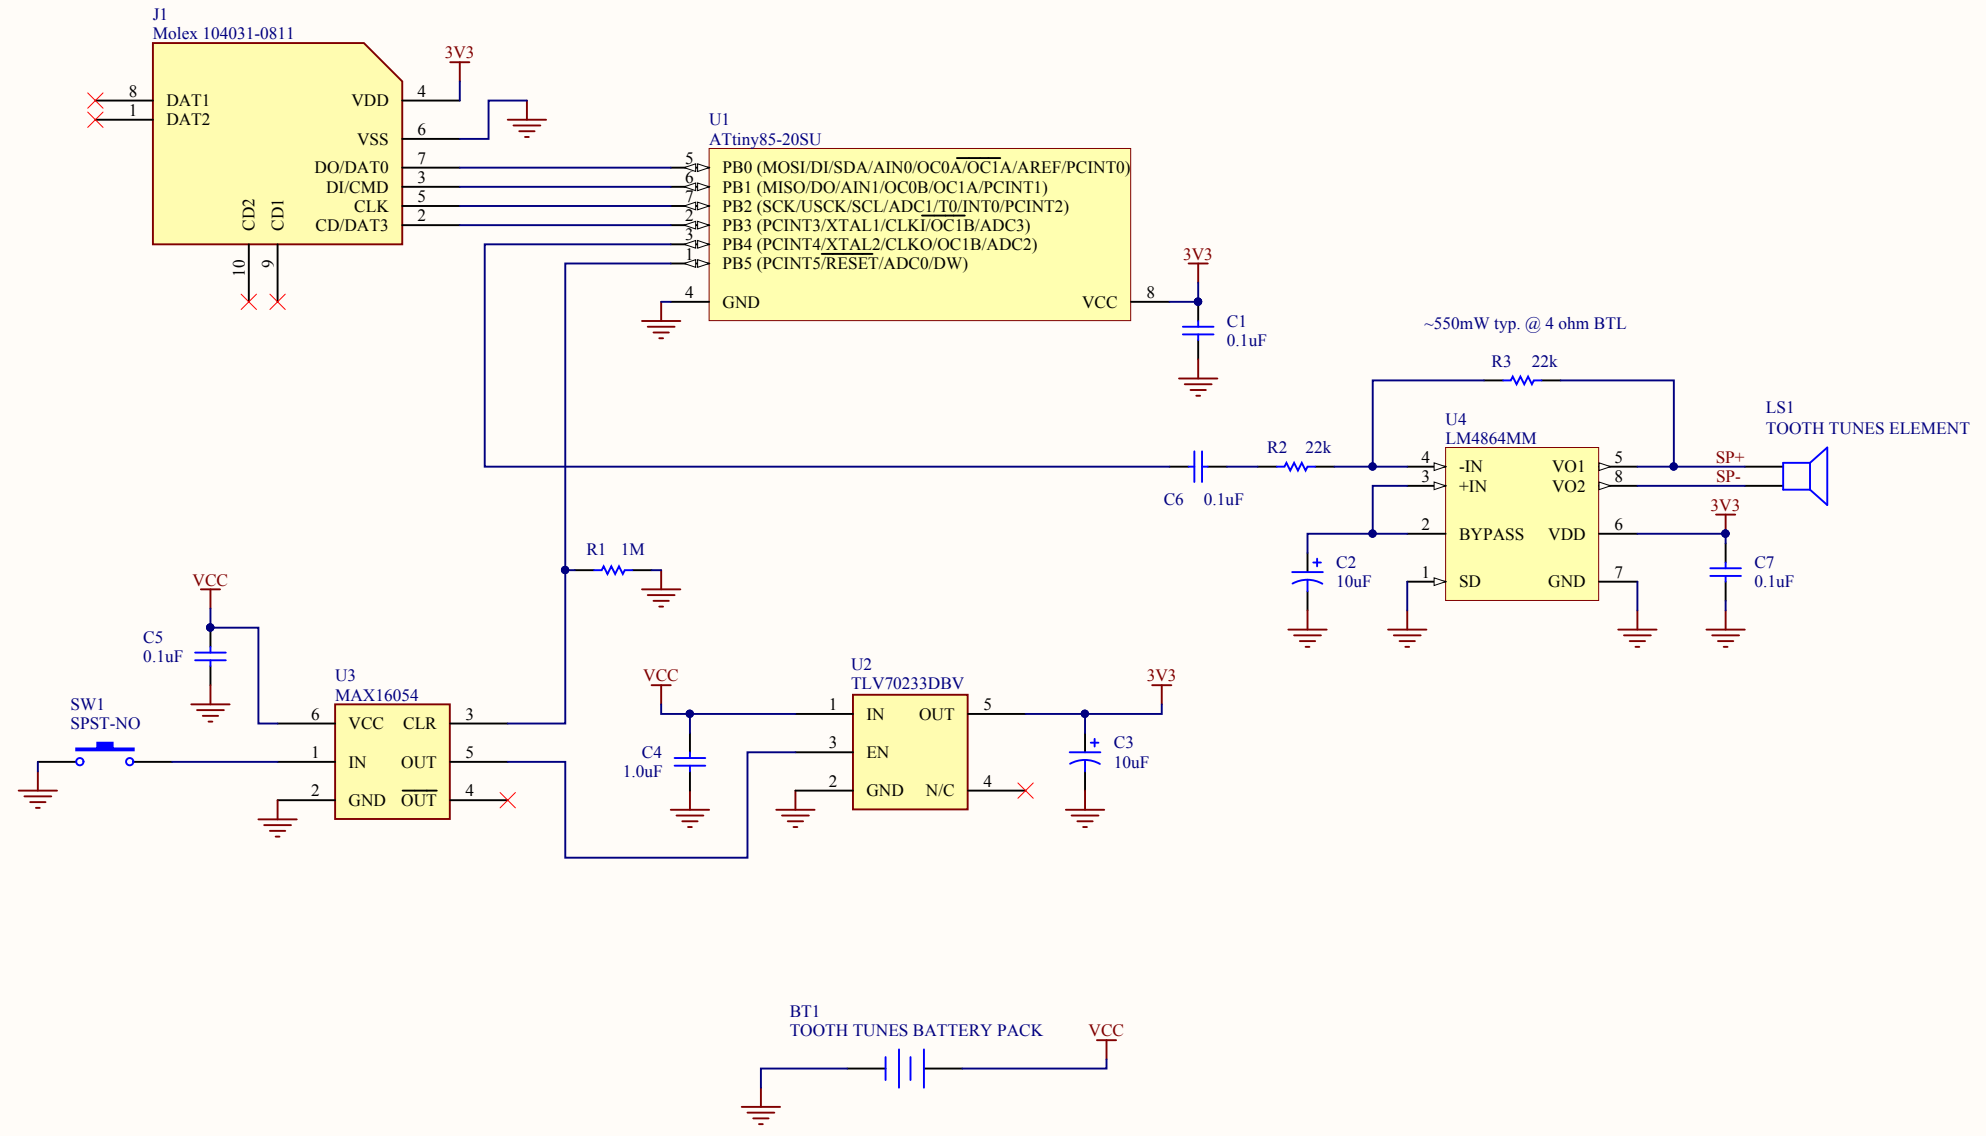 J1
Molex 104031-0811
8
DAT1
1
DAT2
VDD
4
3V3
VSS
6
DO/DAT0
7
DI/CMD
3
CLK
5
CD/DAT3
2
CD2
CD1
10
9
U1
ATtiny85-20SU
5
PB0 (MOSI/DI/SDA/AIN0/OC0A/OC1A/AREF/PCINT0)
6
PB1 (MISO/DO/AIN1/OC0B/OC1A/PCINT1)
7
PB2 (SCK/USCK/SCL/ADC1/T0/INT0/PCINT2)
2
PB3 (PCINT3/XTAL1/CLKI/OC1B/ADC3)
3
PB4 (PCINT4/XTAL2/CLKO/OC1B/ADC2)
1
PB5 (PCINT5/RESET/ADC0/DW)
4
GND
VCC
8
3V3
C1
0.1uF
~550mW typ. @ 4 ohm BTL
R3 22k
U4
LM4864MM
R2 22k
C6 0.1uF
4
-IN
3
+IN
2
BYPASS
1
SD
VO1
5
VO2
8
VDD
6
GND
7
SP+
SP-
3V3
LS1
TOOTH TUNES ELEMENT
C2
10uF
C7
0.1uF
R1 1M
VCC
C5
0.1uF
SW1
SPST-NO
U3
MAX16054
6
VCC
CLR
3
1
IN
OUT
5
2
GND
OUT
4
VCC
C4
1.0uF
U2
TLV70233DBV
1
IN
OUT
5
3
EN
2
GND
N/C
4
3V3
C3
10uF
BT1
TOOTH TUNES BATTERY PACK
VCC